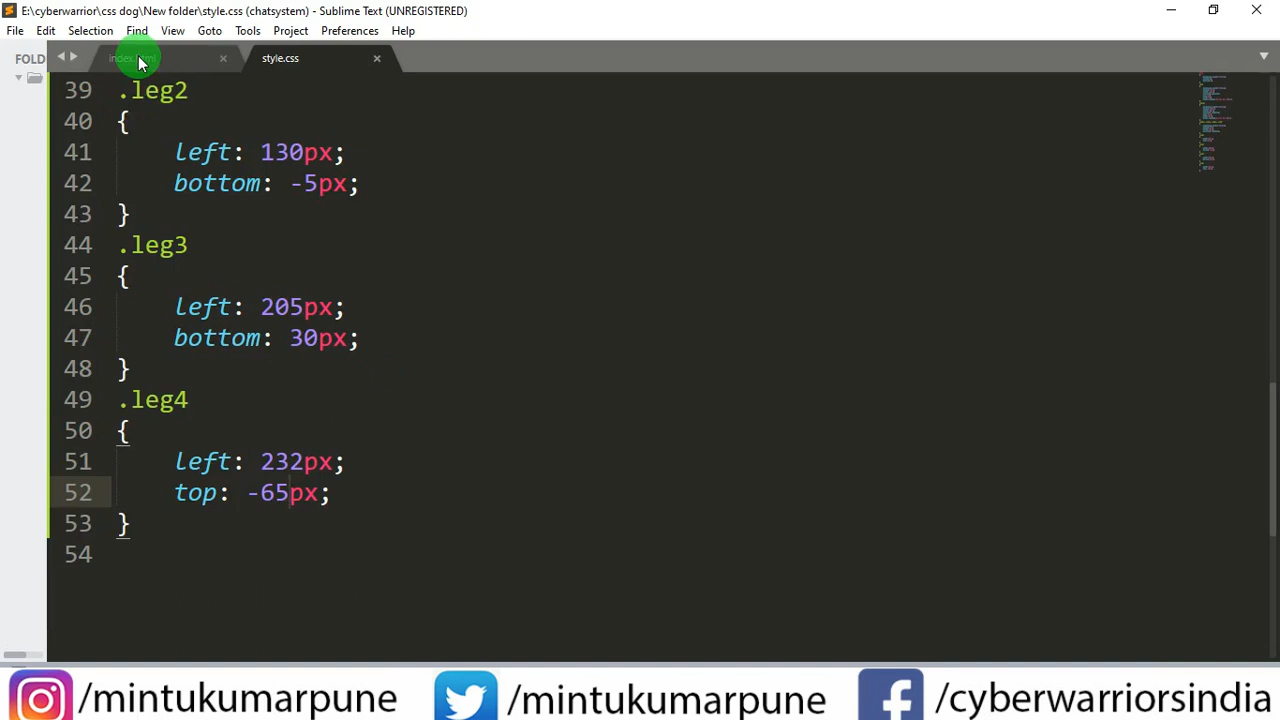 E:\cyberwarrior\css dog\New folder\style.css (chatsystem) - Sublime Text (UNREGISTERED)
File Edit Selection View Find Goto Tools Project Preferences Help
FOLD index.html style.css
39 .leg2
40 {
41 left: 130px;
42 bottom: -5px;
43 }
44 .leg3
45 {
46 left: 205px;
47 bottom: 30px;
48 }
49 .leg4
50 {
51 left: 232px;
52 top: -65px;
53 }
54
/mintukumarpune /mintukumarpune /cyberwarriorsindia